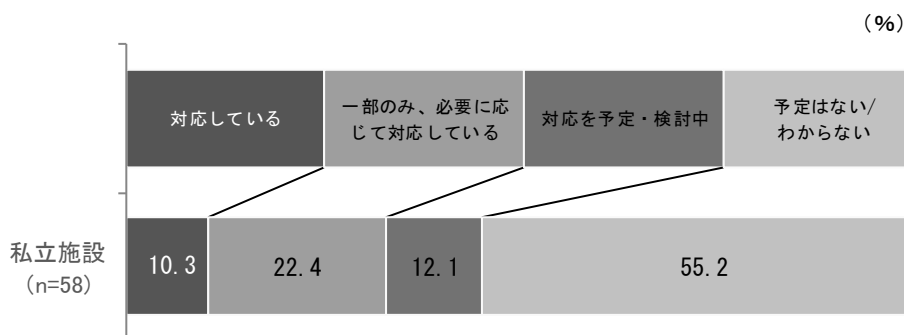 （%）
対応している
一部のみ、必要に応
じて対応している
対応を予定・検討中
予定はない/
わからない
私立施設
（n=58）
10.3
22.4
12.1
55.2